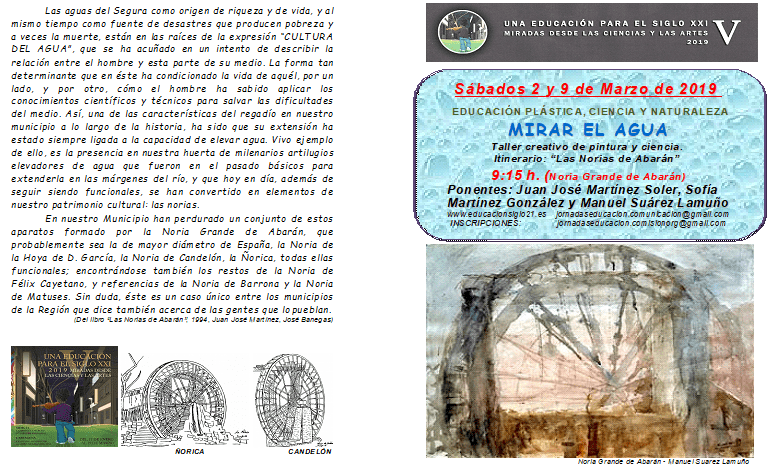 Las aguas del Segura como origen de riqueza y de vida, y al
mismo tiempo como fuente de desastres que producen pobreza y
a veces la muerte, están en las raíces de la expresión "CULTURA
DEL AGUA", que se ha acuñado en un intento de describir la
relación entre el hombre y esta parte de su medio. La forma tan
determinante que en éste ha condicionado la vida de aquél, por un
lado, y por otro, cómo el hombre ha sabido aplicar los
conocimientos científicos y técnicos para salvar las dificultades
del medio. Así, una de las características del regadío en nuestro
municipio a lo largo de la historia, ha sido que su extensión ha
estado siempre ligada a la capacidad de elevar agua. Vivo ejemplo
de ello, es la presencia en nuestra huerta de milenarios artilugios
elevadores de agua que fueron en el pasado básicos para
extenderla en las márgenes del río, y que hoy en día, además de
seguir siendo funcionales, se han convertido en elementos de
nuestro patrimonio cultural: las norias.
En nuestro Municipio han perdurado un conjunto de estos
aparatos formado por la Noria Grande de Abarán, que
probablemente sea la de mayor diámetro de España, la Noria de
la Hoya de D. García, la Noria de Candelón, la Ñorica, todas ellas
funcionales; encontrándose también los restos de la Noria de
Félix Cayetano, y referencias de la Noria de Barrona y la Noria
de Matuses. Sin duda, éste es un caso único entre los municipios
de la Región que dice también acerca de las gentes que lo pueblan.
(Del libro "Las Norias de Abarán", 1994, Juan José Martínez, José Banegas)
UNA EDUCACIÓN
PARA EL SIGLO XXI
2019 MIRADAS DESDE
LAS CIENCIAS Y LAS ARTES
ÑORICA
CANDELÓN
UNA EDUCACIÓN PARA EL SIGLO XXI
MIRADAS DESDE LAS CIENCIAS Y LAS ARTES
2019
V
Sábados 2 y 9 de Marzo de 2019
EDUCACIÓN PLÁSTICA, CIENCIA Y NATURALEZA
MIRAR EL AGUA
Taller creativo de pintura y ciencia.
Itinerario: "Las Norias de Abarán"
9:15 h. (Noria Grande de Abarán)
Ponentes: Juan José Martínez Soler, Sofía
Martínez González y Manuel Suárez Lamuño
www.educacionsiglo21.es jornadaseducacion.comunicacion@gmail.com
INSCRIPCIONES: jornadaseducacion.isionorg@gmail.com
Noria Grande de Abarán - Manuel Suárez Lamuño